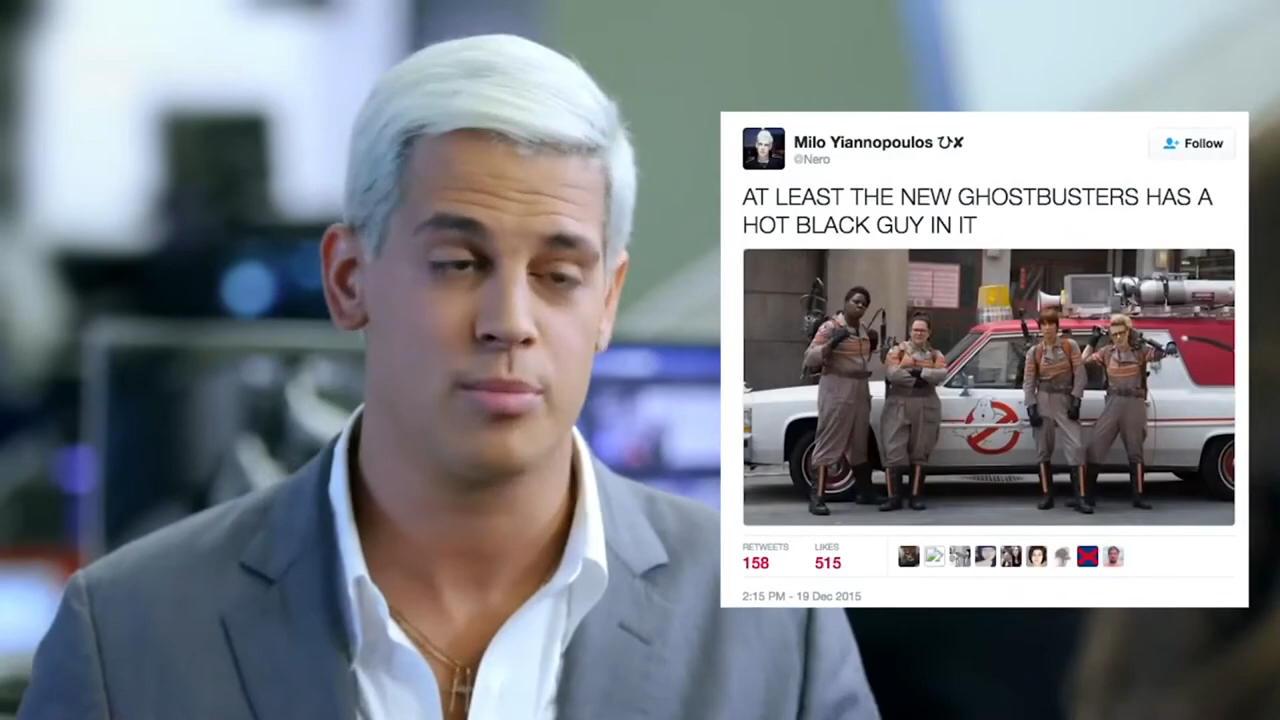 Milo Yiannopoulos ひ✘
@Nero
Follow
AT LEAST THE NEW GHOSTBUSTERS HAS A
HOT BLACK GUY IN IT
RETWEETS
158
LIKES
515
2:15 PM - 19 Dec 2015